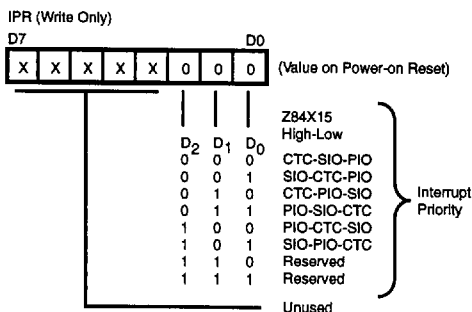 IPR (Write Only)
D7 D0
X X X X X 0 0 0 (Value on Power-on Reset)
Z84X15
High-Low
D2 D1 D0
0 0 0 CTC-SIO-PIO
0 0 1 SIO-CTC-PIO
0 1 0 CTC-PIO-SIO
0 1 1 PIO-SIO-CTC
1 0 0 PIO-CTC-SIO
1 0 1 SIO-PIO-CTC
1 1 0 Reserved
1 1 1 Reserved
Interrupt
Priority
Unused